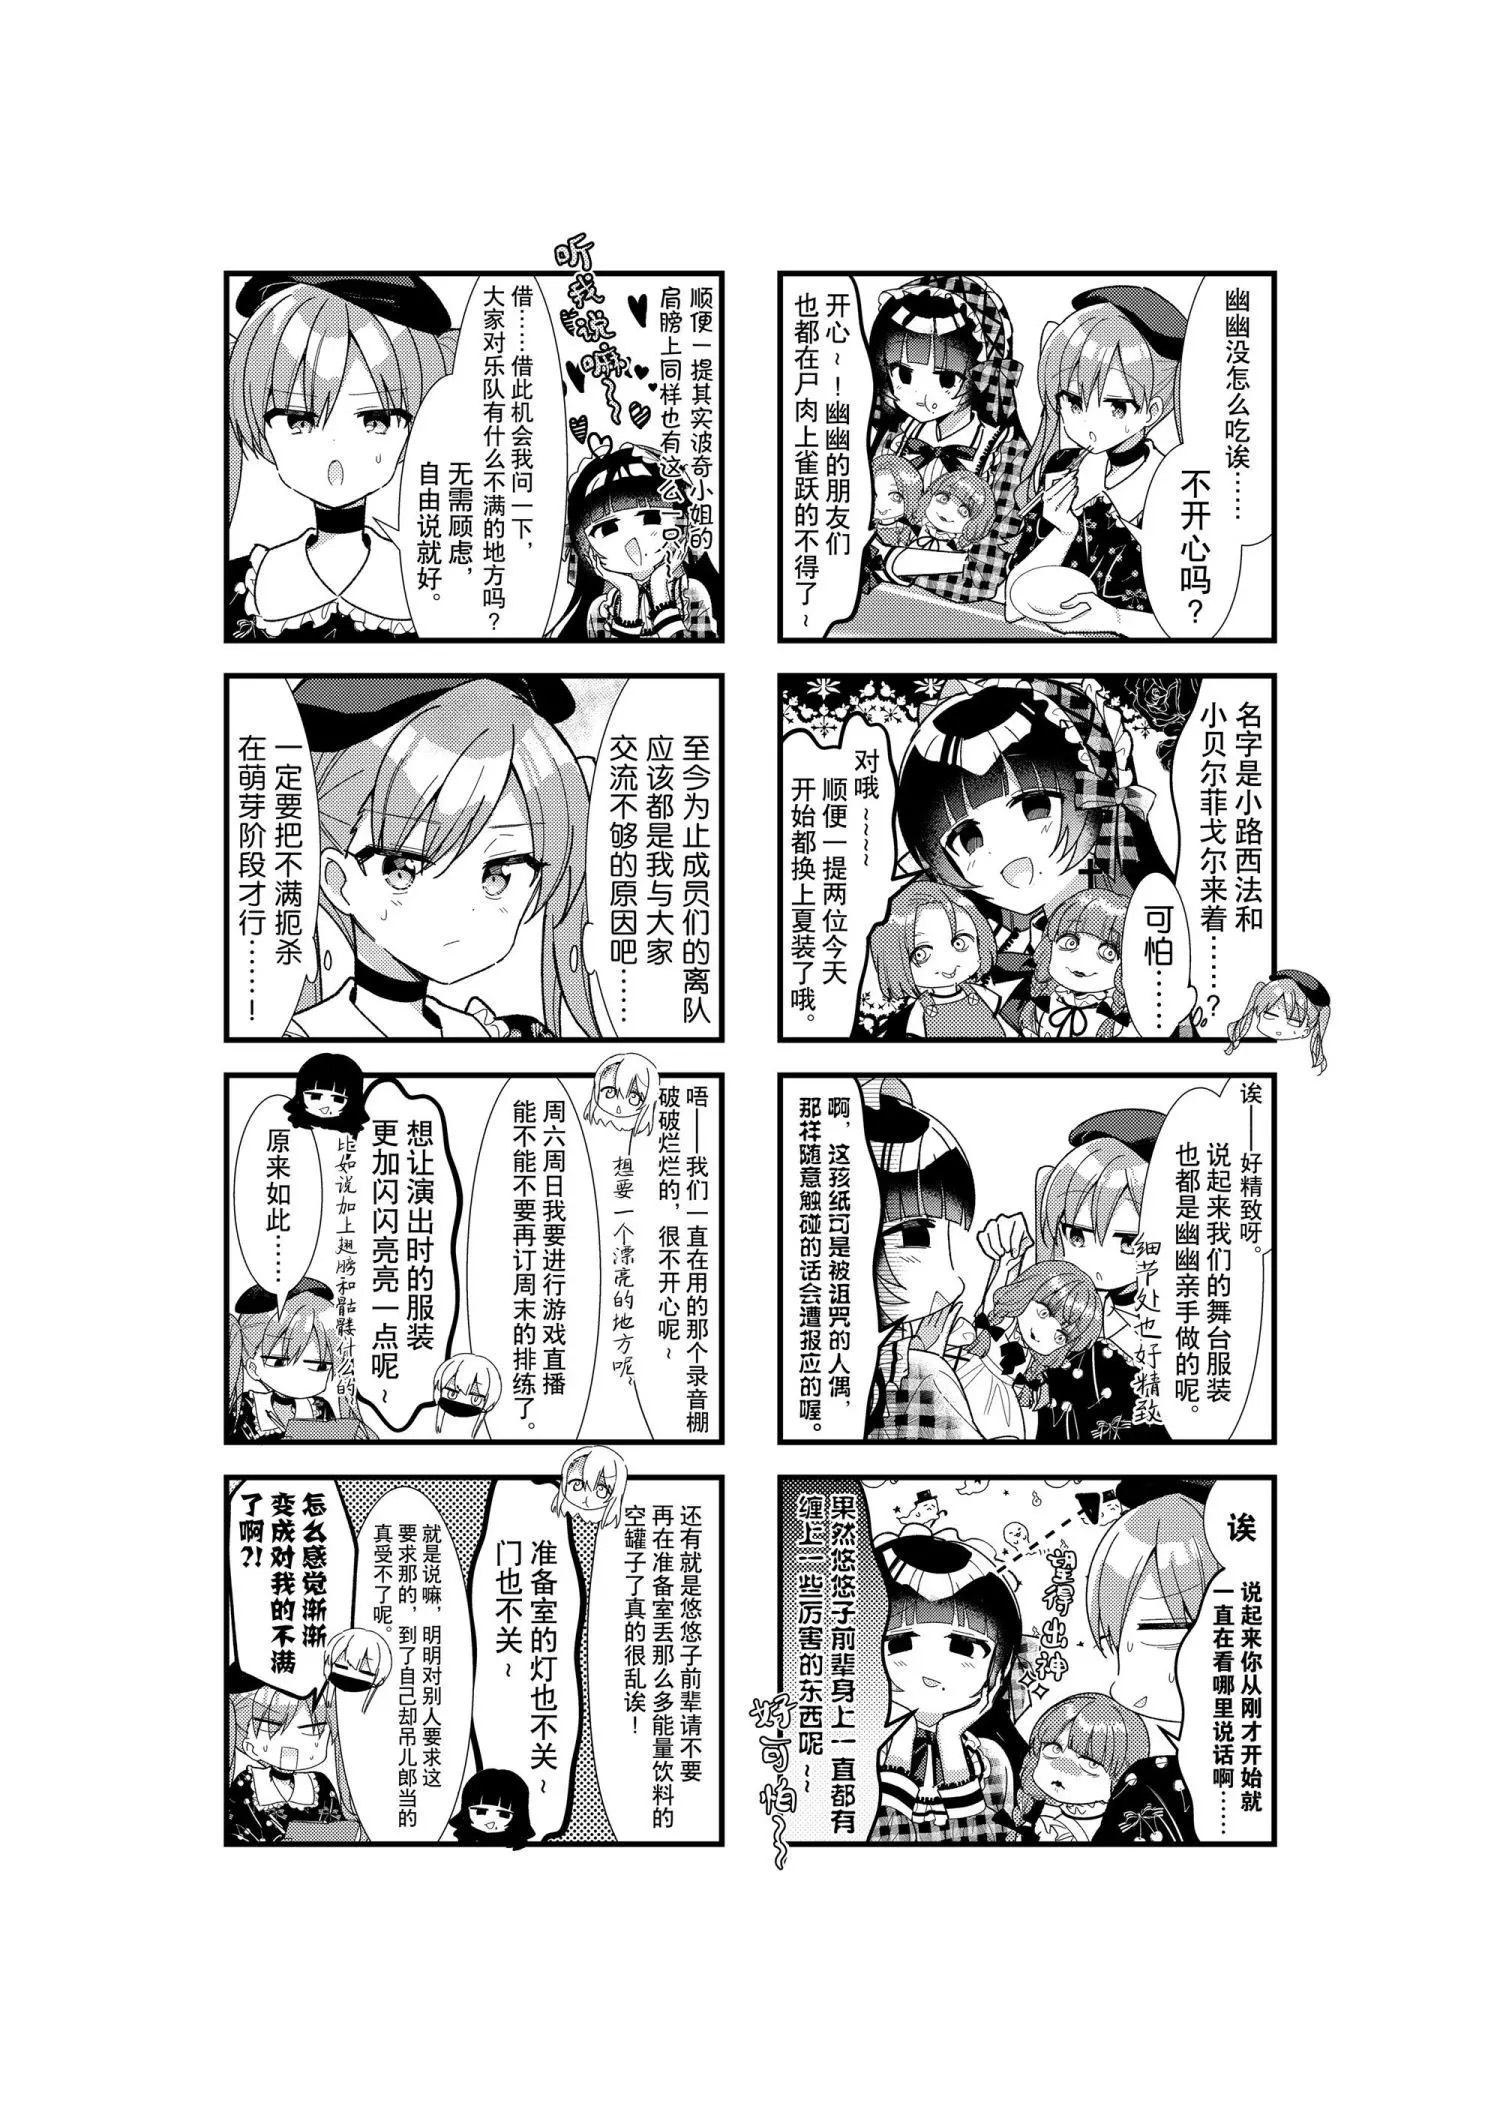 幽幽没怎么吃诶……
不开心吗？
开心～！幽幽的朋友们
也都在尸肉上雀跃的不得了～
名字是小路西法和
小贝尔菲戈尔来着……？
可怕……
对哦～～～～
顺便一提两位今天
开始都换上夏装了哦。
诶——好精致呀。
说起来我们的舞台服装
也都是幽幽亲手做的呢。
细节处也好精致
啊，这孩纸可是被诅咒的人偶，
那样随意触碰的话会遭报应的喔。
诶
说起来你从刚才开始就
一直在看哪里说话啊……
望得出神
果然悠悠子前辈身上一直都有
缠上一些厉害的东西呢～
好可怕～
顺便一提其实波奇小姐的
肩膀上同样也有这么一只～
听我说嘛～
借……借此机会我问一下，
大家对乐队有什么不满的地方吗？
无需顾虑，
自由说就好。
至今为止成员们的离队
应该都是我与大家
交流不够的原因吧……
一定要把不满扼杀
在萌芽阶段才行……！
唔——我们一直在用的那个录音棚
破破烂烂的，很不开心呢～
想要一个漂亮的地方呢～
周六周日我要进行游戏直播
能不能不要再订周末的排练了。
想让演出时的服装
更加闪闪亮亮一点呢～
比如说加上翅膀和骷髅什么的～
原来如此……
还有就是悠悠子前辈请不要
再在准备室丢那么多能量饮料的
空罐子了真的很乱诶！
准备室的灯也不关
门也不关～
就是说嘛，明明对别人要求这
要求那的，到了自己却吊儿郎当的
真受不了呢。
怎么感觉渐渐
变成对我的不满
了啊?!